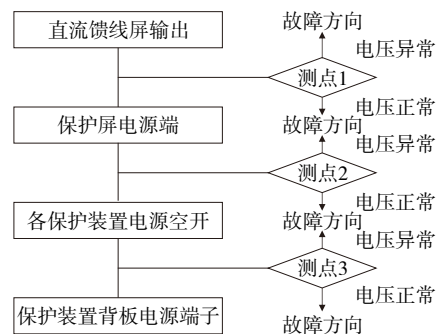 直流馈线屏输出
故障方向
电压异常
测点1
电压正常
保护屏电源端
故障方向
电压异常
测点2
电压正常
各保护装置电源空开
故障方向
电压异常
测点3
电压正常
保护装置背板电源端子
故障方向